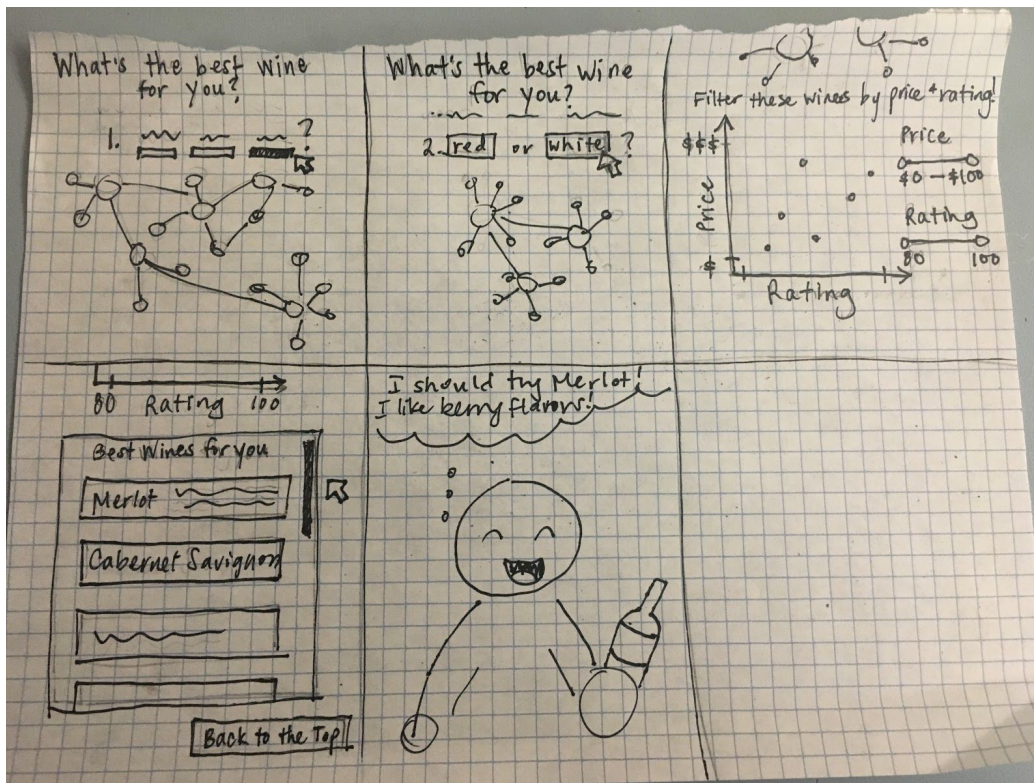 What's the best wine
for you?
1. ?
What's the best wine
for you?
2. red or white ?
Filter these wines by price + rating!
$$$
Price
$
Rating
Price
$0 - $100
Rating
80 100
80 Rating 100
Best Wines for you
Merlot
Cabernet Savignon
Back to the Top
I should try Merlot!
I like berry flavors!